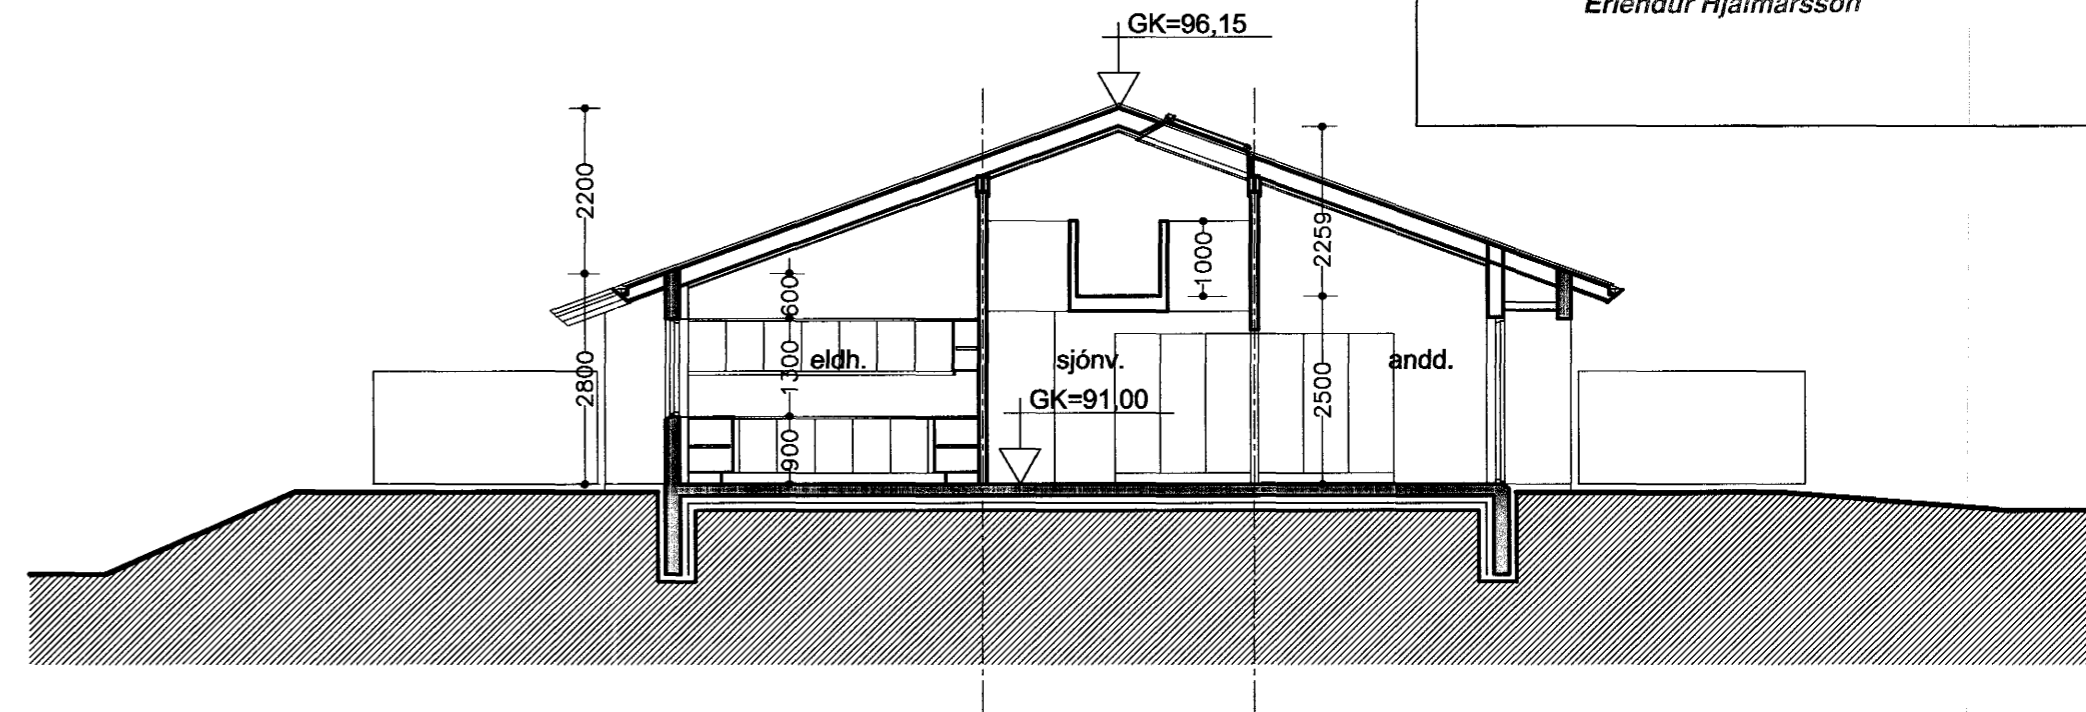 Erlendur Hjálmarsson
GK=96,15
2200
2259
1000
600
2800
1300
eldh.
sjónv.
andd.
2500
GK=91,00
900